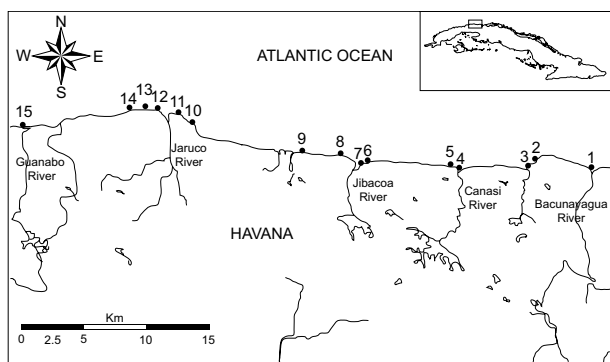 N
W E
S
ATLANTIC OCEAN
15 14 13 12 11 10 9 8 7 6 5 4 3 2 1
Guanabo
River
Jaruco
River
Jibacoa
River
Canasi
River
Bacunayagua
River
HAVANA
Km
0 2.5 5 10 15